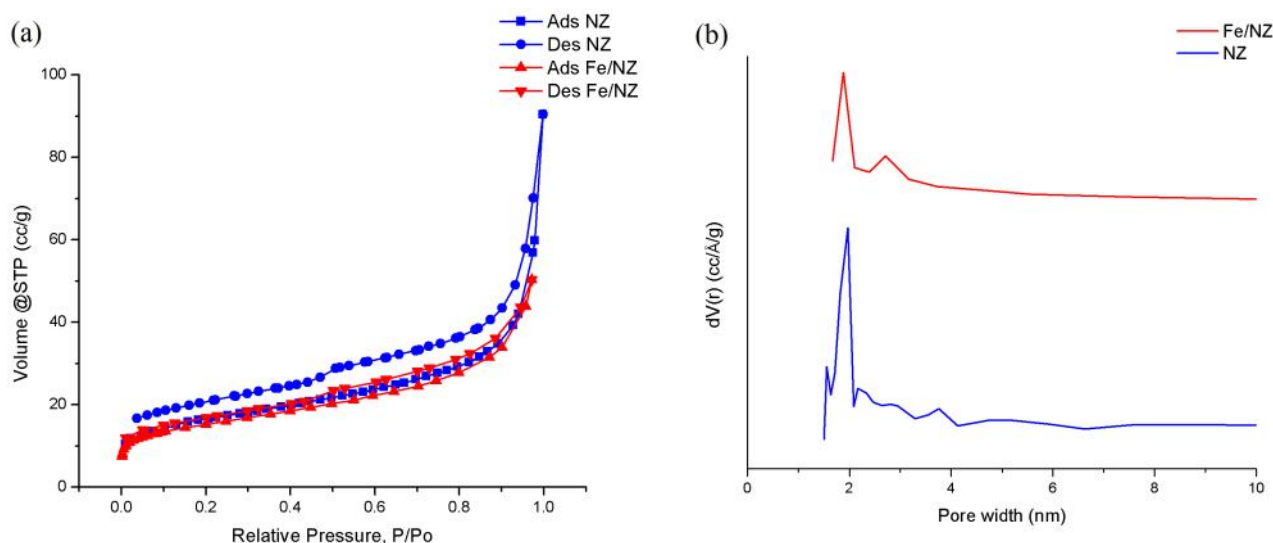 (a)
Ads NZ
Des NZ
Ads Fe/NZ
Des Fe/NZ
100
80
60
40
20
0
Volume @STP (cc/g)
0.0 0.2 0.4 0.6 0.8 1.0
Relative Pressure, P/Po
(b)
Fe/NZ
NZ
dV(r) (cc/Å/g)
0 2 4 6 8 10
Pore width (nm)